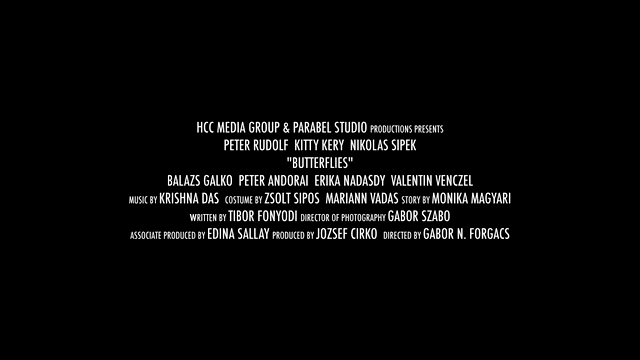 HCC MEDIA GROUP & PARABEL STUDIO PRODUCTIONS PRESENTS
PETER RUDOLF KITTY KERY NIKOLAS SIPEK
"BUTTERFLIES"
BALAZS GALKO PETER ANDORAI ERIKA NADASDY VALENTIN VENCZEL
MUSIC BY KRISHNA DAS COSTUME BY ZSOLT SIPOS MARIANN VADAS STORY BY MONIKA MAGYARI
WRITTEN BY TIBOR FONYODI DIRECTOR OF PHOTOGRAPHY GABOR SZABO
ASSOCIATE PRODUCED BY EDINA SALLAY PRODUCED BY JOZSEF CIRKO DIRECTED BY GABOR N. FORGACS